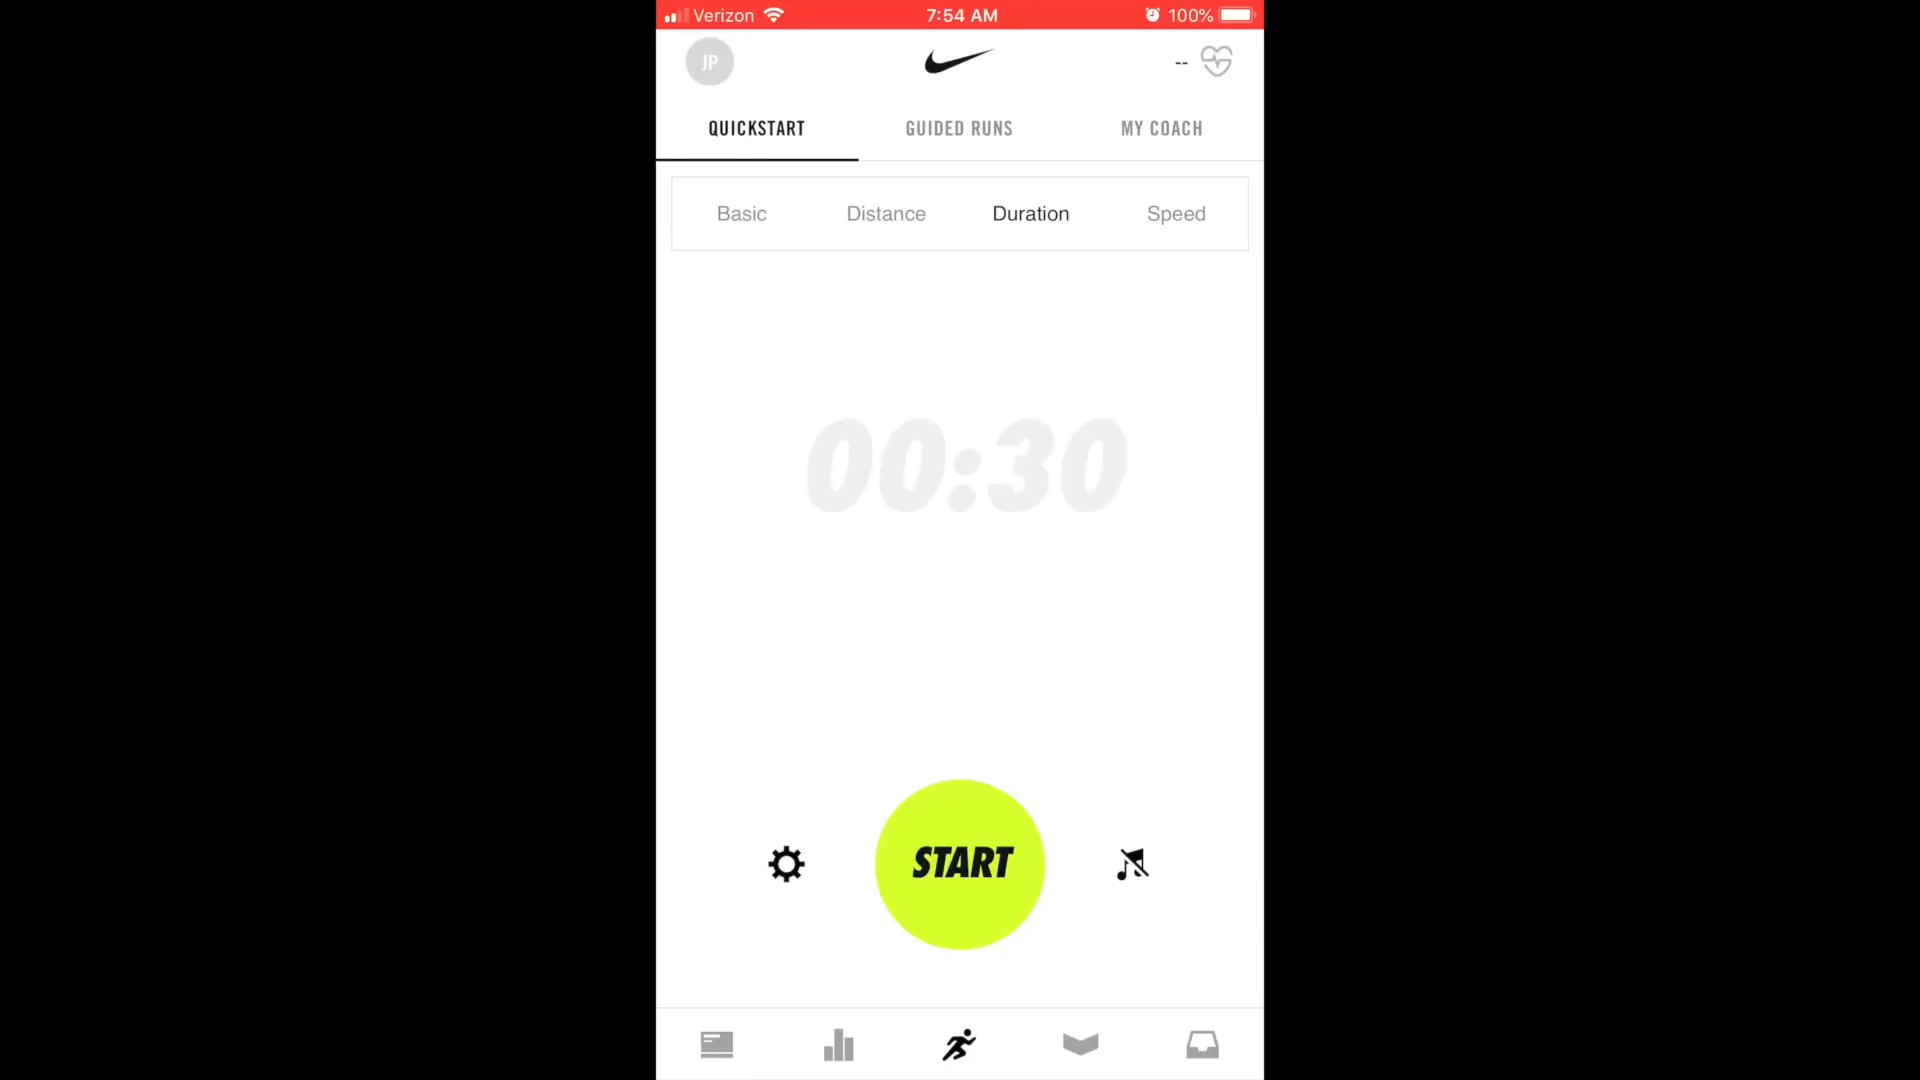 Verizon 7:54 AM 100%
JP --
QUICKSTART GUIDED RUNS MY COACH
Basic Distance Duration Speed
00:30
START